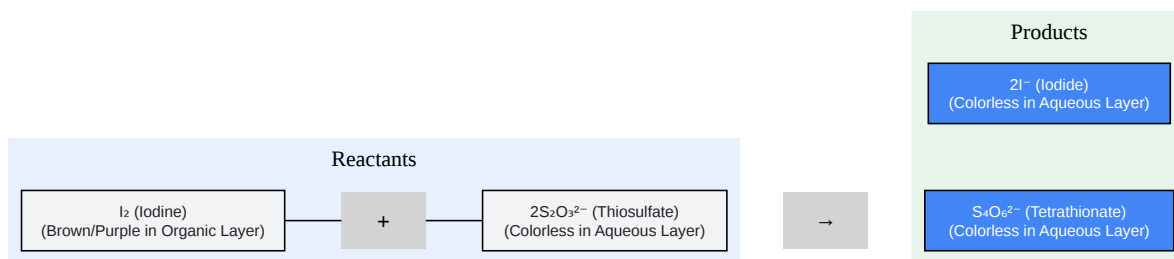 Products
2I⁻ (Iodide)
(Colorless in Aqueous Layer)
Reactants
I₂ (Iodine)
(Brown/Purple in Organic Layer)
+
2S₂O₃²⁻ (Thiosulfate)
(Colorless in Aqueous Layer)
→
S₄O₆²⁻ (Tetrathionate)
(Colorless in Aqueous Layer)